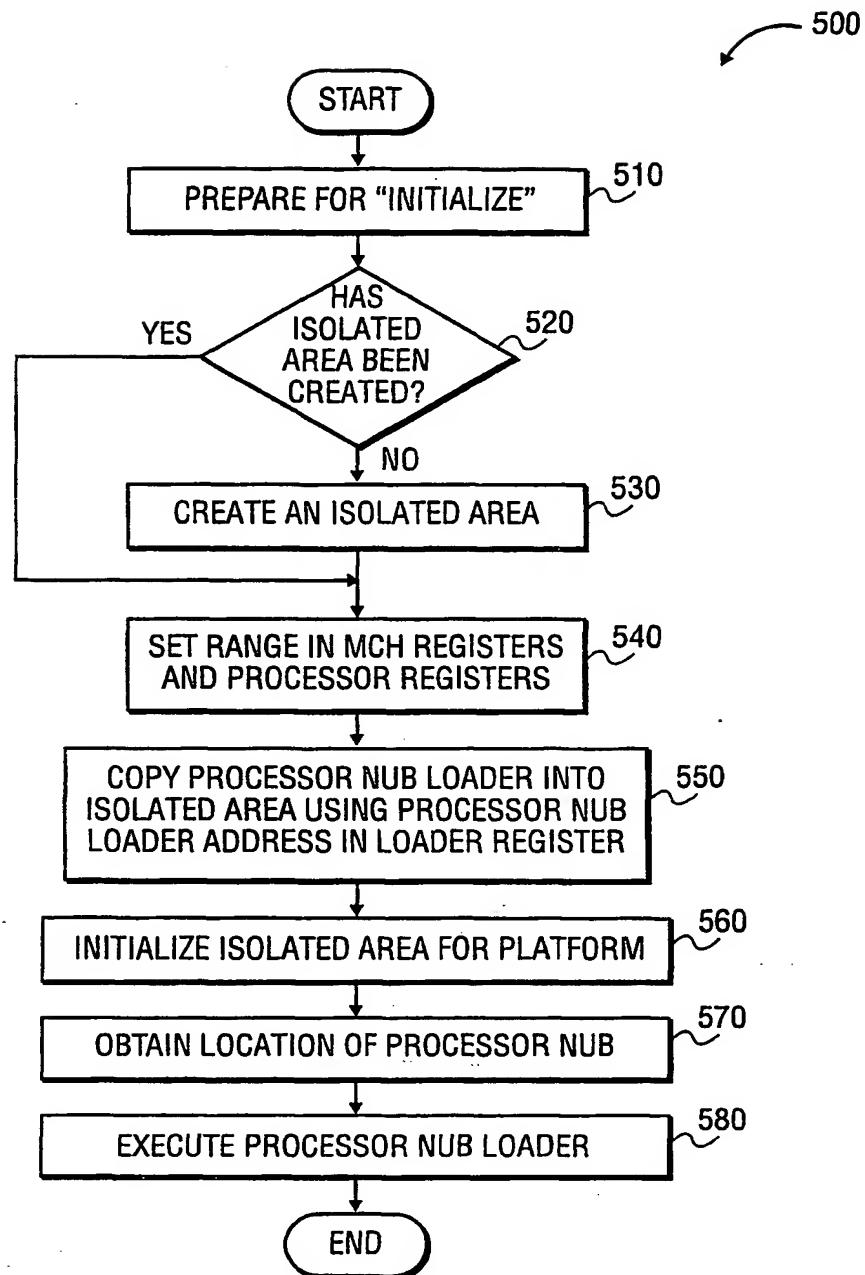 500
START
PREPARE FOR “INITIALIZE”
510
HAS
ISOLATED
AREA BEEN
CREATED?
520
YES
NO
CREATE AN ISOLATED AREA
530
SET RANGE IN MCH REGISTERS
AND PROCESSOR REGISTERS
540
COPY PROCESSOR NUB LOADER INTO
ISOLATED AREA USING PROCESSOR NUB
LOADER ADDRESS IN LOADER REGISTER
550
INITIALIZE ISOLATED AREA FOR PLATFORM
560
OBTAIN LOCATION OF PROCESSOR NUB
570
EXECUTE PROCESSOR NUB LOADER
580
END